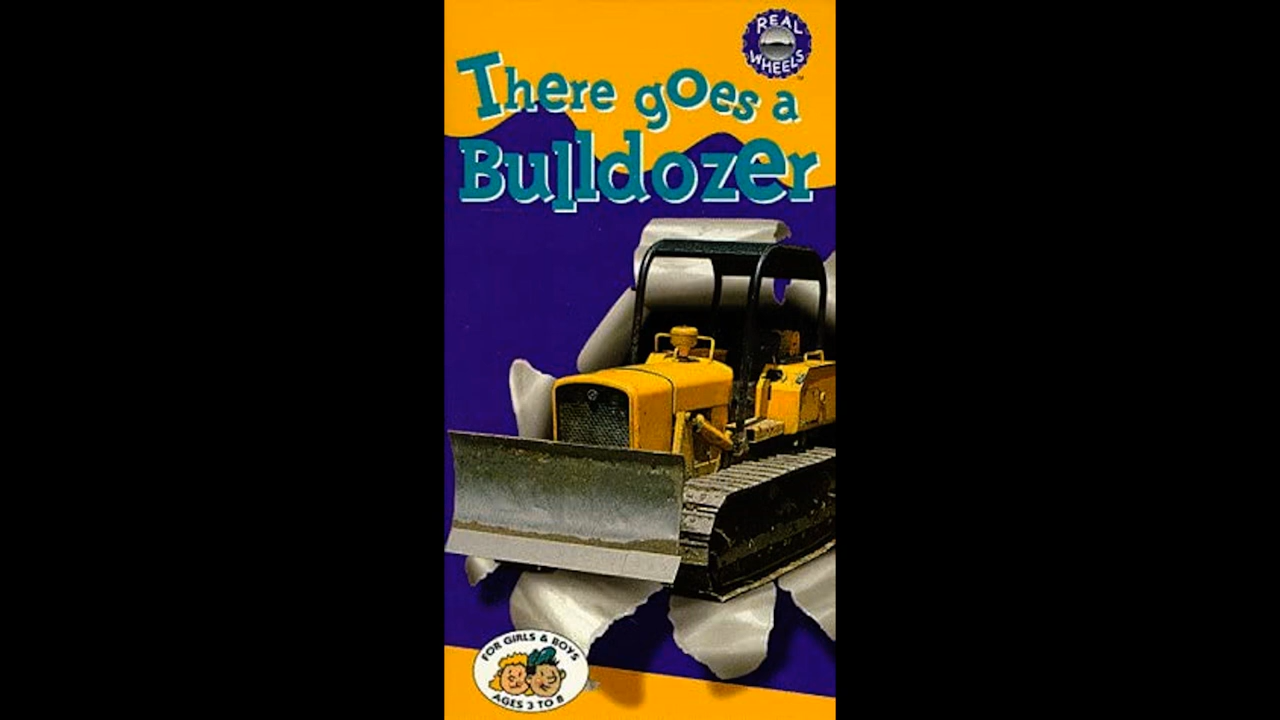 REAL
WHEELS
There goes a
Bulldozer
FOR GIRLS & BOYS
AGES 3 TO 8